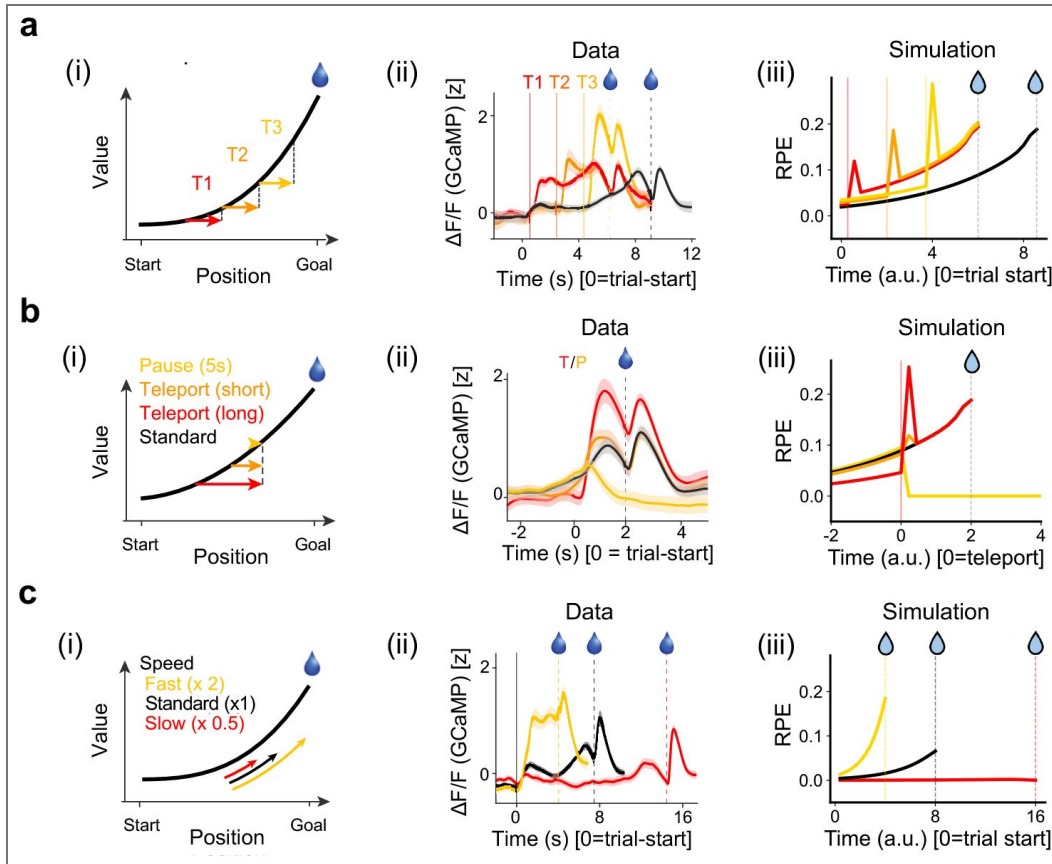 a
(i)
Value
T1
T2
T3
Start
Goal
Position
(ii)
Data
T1 T2 T3
ΔF/F (GCaMP) [z]
2
0
0 4 8 12
Time (s) [0=trial-start]
(iii)
Simulation
RPE
0.2
0.1
0.0
0 4 8
Time (a.u.) [0=trial start]
b
(i)
Pause (5s)
Teleport (short)
Teleport (long)
Standard
Value
Start
Goal
Position
(ii)
Data
T/P
ΔF/F (GCaMP) [z]
2
0
-2 0 2 4
Time (s) [0 = trial-start]
(iii)
Simulation
RPE
0.2
0.1
0.0
-2 0 2 4
Time (a.u.) [0=teleport]
c
(i)
Speed
Fast (x 2)
Standard (x1)
Slow (x 0.5)
Value
Start
Goal
Position
(ii)
Data
ΔF/F (GCaMP) [z]
2
0
0 8 16
Time (s) [0=trial-start]
(iii)
Simulation
RPE
0.2
0.1
0.0
0 4 8 12 16
Time (a.u.) [0=trial start]